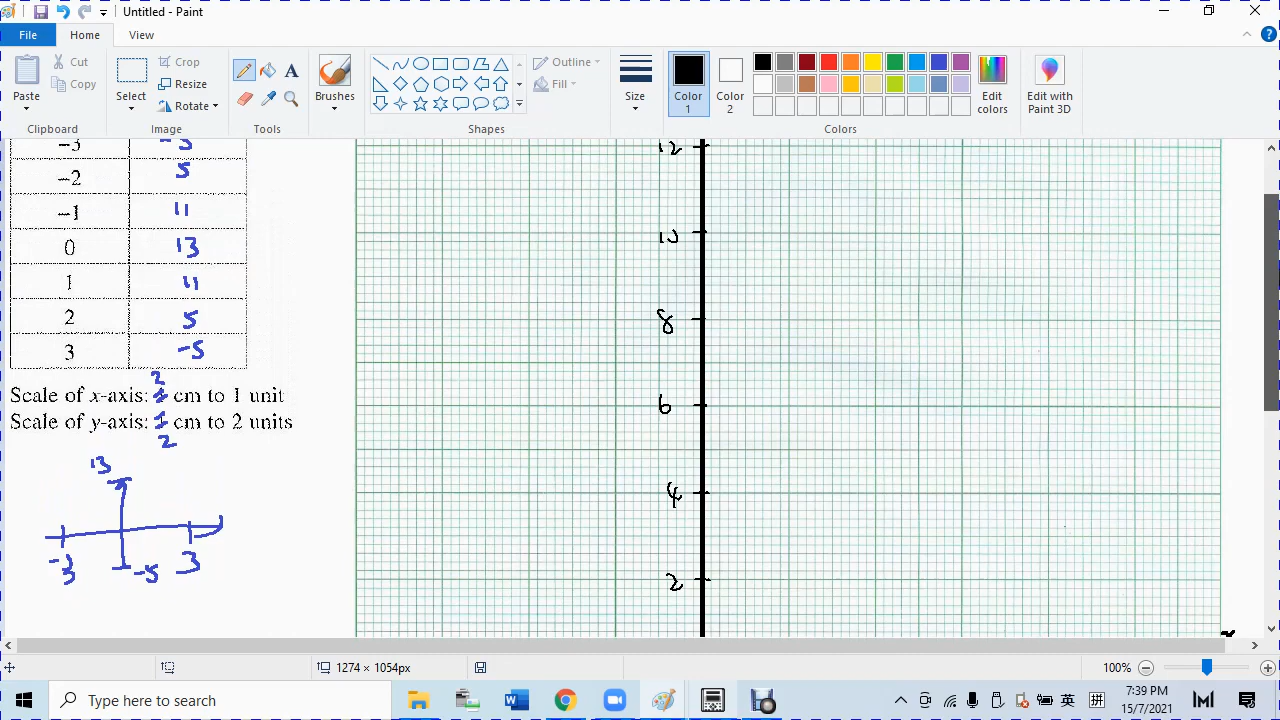 Untitled - Paint
File Home View
Paste
Cut
Copy
Clipboard
Select
Crop
Resize
Rotate
Image
A
Tools
Brushes
Outline
Fill
Shapes
Size
Color 1
Color 2
Edit colors
Edit with Paint 3D
Colors
-3 -5
-2 5
-1 11
0 13
1 11
2 5
3 -5
2
Scale of x-axis: 1 cm to 1 unit
Scale of y-axis: 1 cm to 2 units
2
13
-3 -5 3
12
10
8
6
4
2
x
1274 × 1054px
100%
Type here to search
英
拼
7:39 PM
15/7/2021